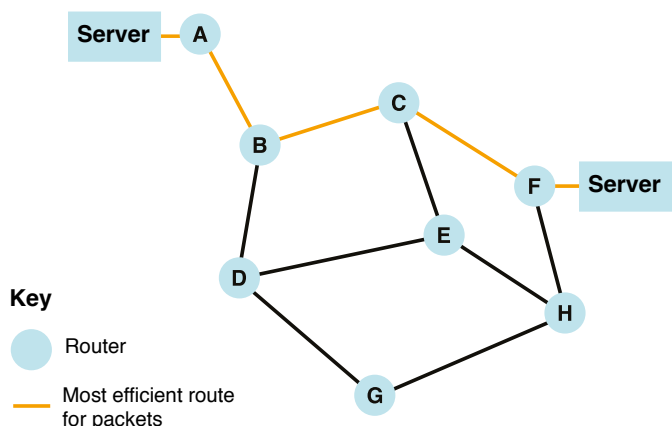 Server
A
C
B
F
Server
E
D
Key
H
Router
Most efficient route
for packets
G